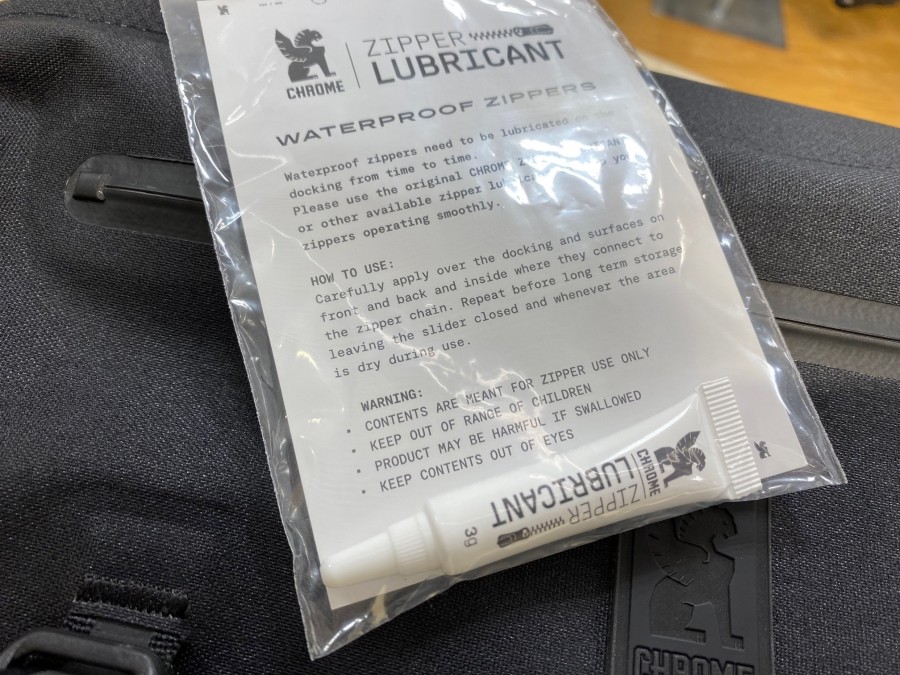 CHROME
ZIPPER
LUBRICANT
WATERPROOF ZIPPERS
Waterproof zippers need to be lubricated on the
docking from time to time.
Please use the original CHROME you
or other available zipper
zippers operating smoothly.
HOW TO USE:
Carefully apply over the docking and surfaces on
front and back and inside where they connect to
the zipper chain. Repeat before long term storage
leaving the slider closed and whenever the area
is dry during use.
WARNING:
• CONTENTS ARE MEANT FOR ZIPPER USE ONLY
• KEEP OUT OF RANGE OF CHILDREN
• PRODUCT MAY BE HARMFUL IF SWALLOWED
• KEEP CONTENTS OUT OF EYES
CHROME
ZIPPER
LUBRICANT
3g
CHROME